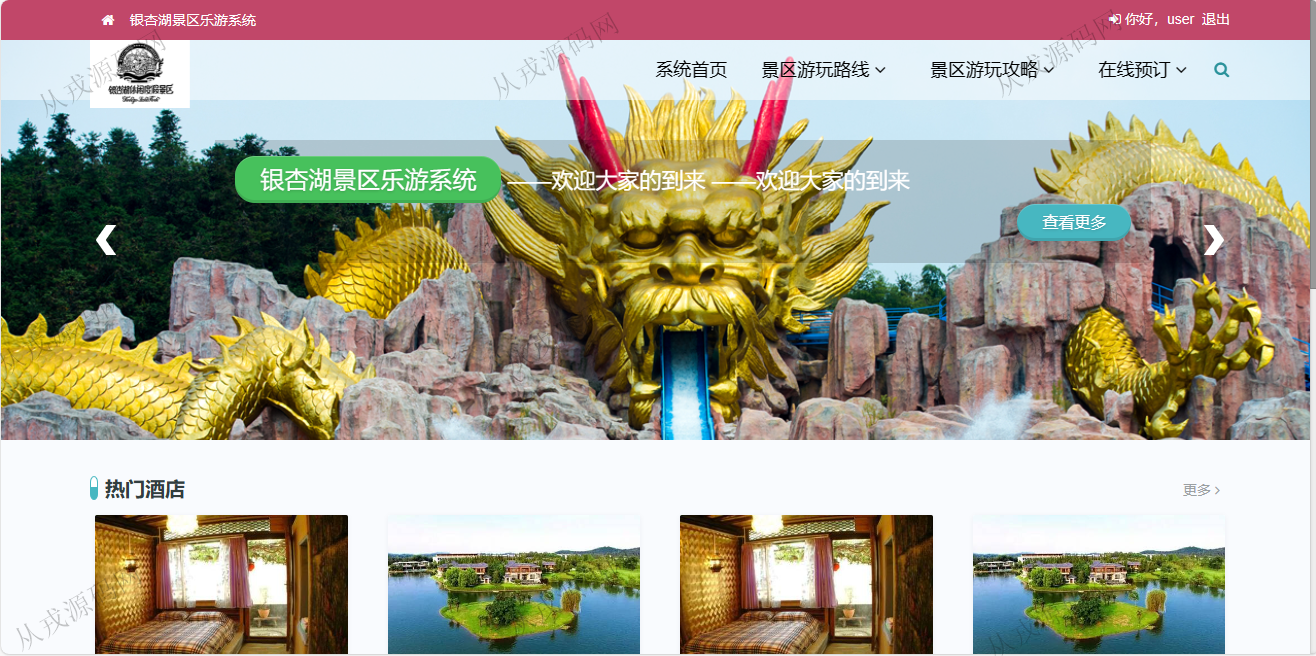 银杏湖景区乐游系统
你好，user 退出
银杏湖休闲度假景区
系统首页 景区游玩路线 景区游玩攻略 在线预订
银杏湖景区乐游系统 ——欢迎大家的到来 ——欢迎大家的到来
查看更多
热门酒店
更多
从戎源码网
从戎源码网
从戎源码网
从戎源码网